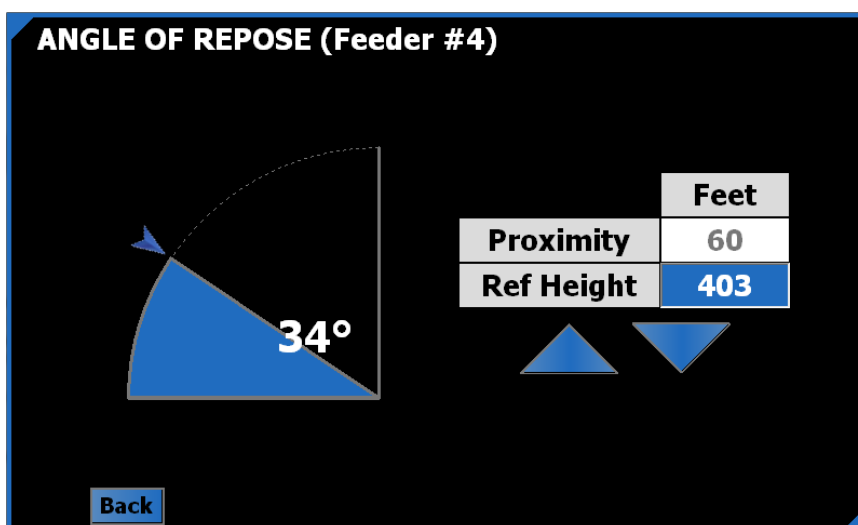 ANGLE OF REPOSE (Feeder #4)
Feet
Proximity 60
Ref Height 403
34°
Back